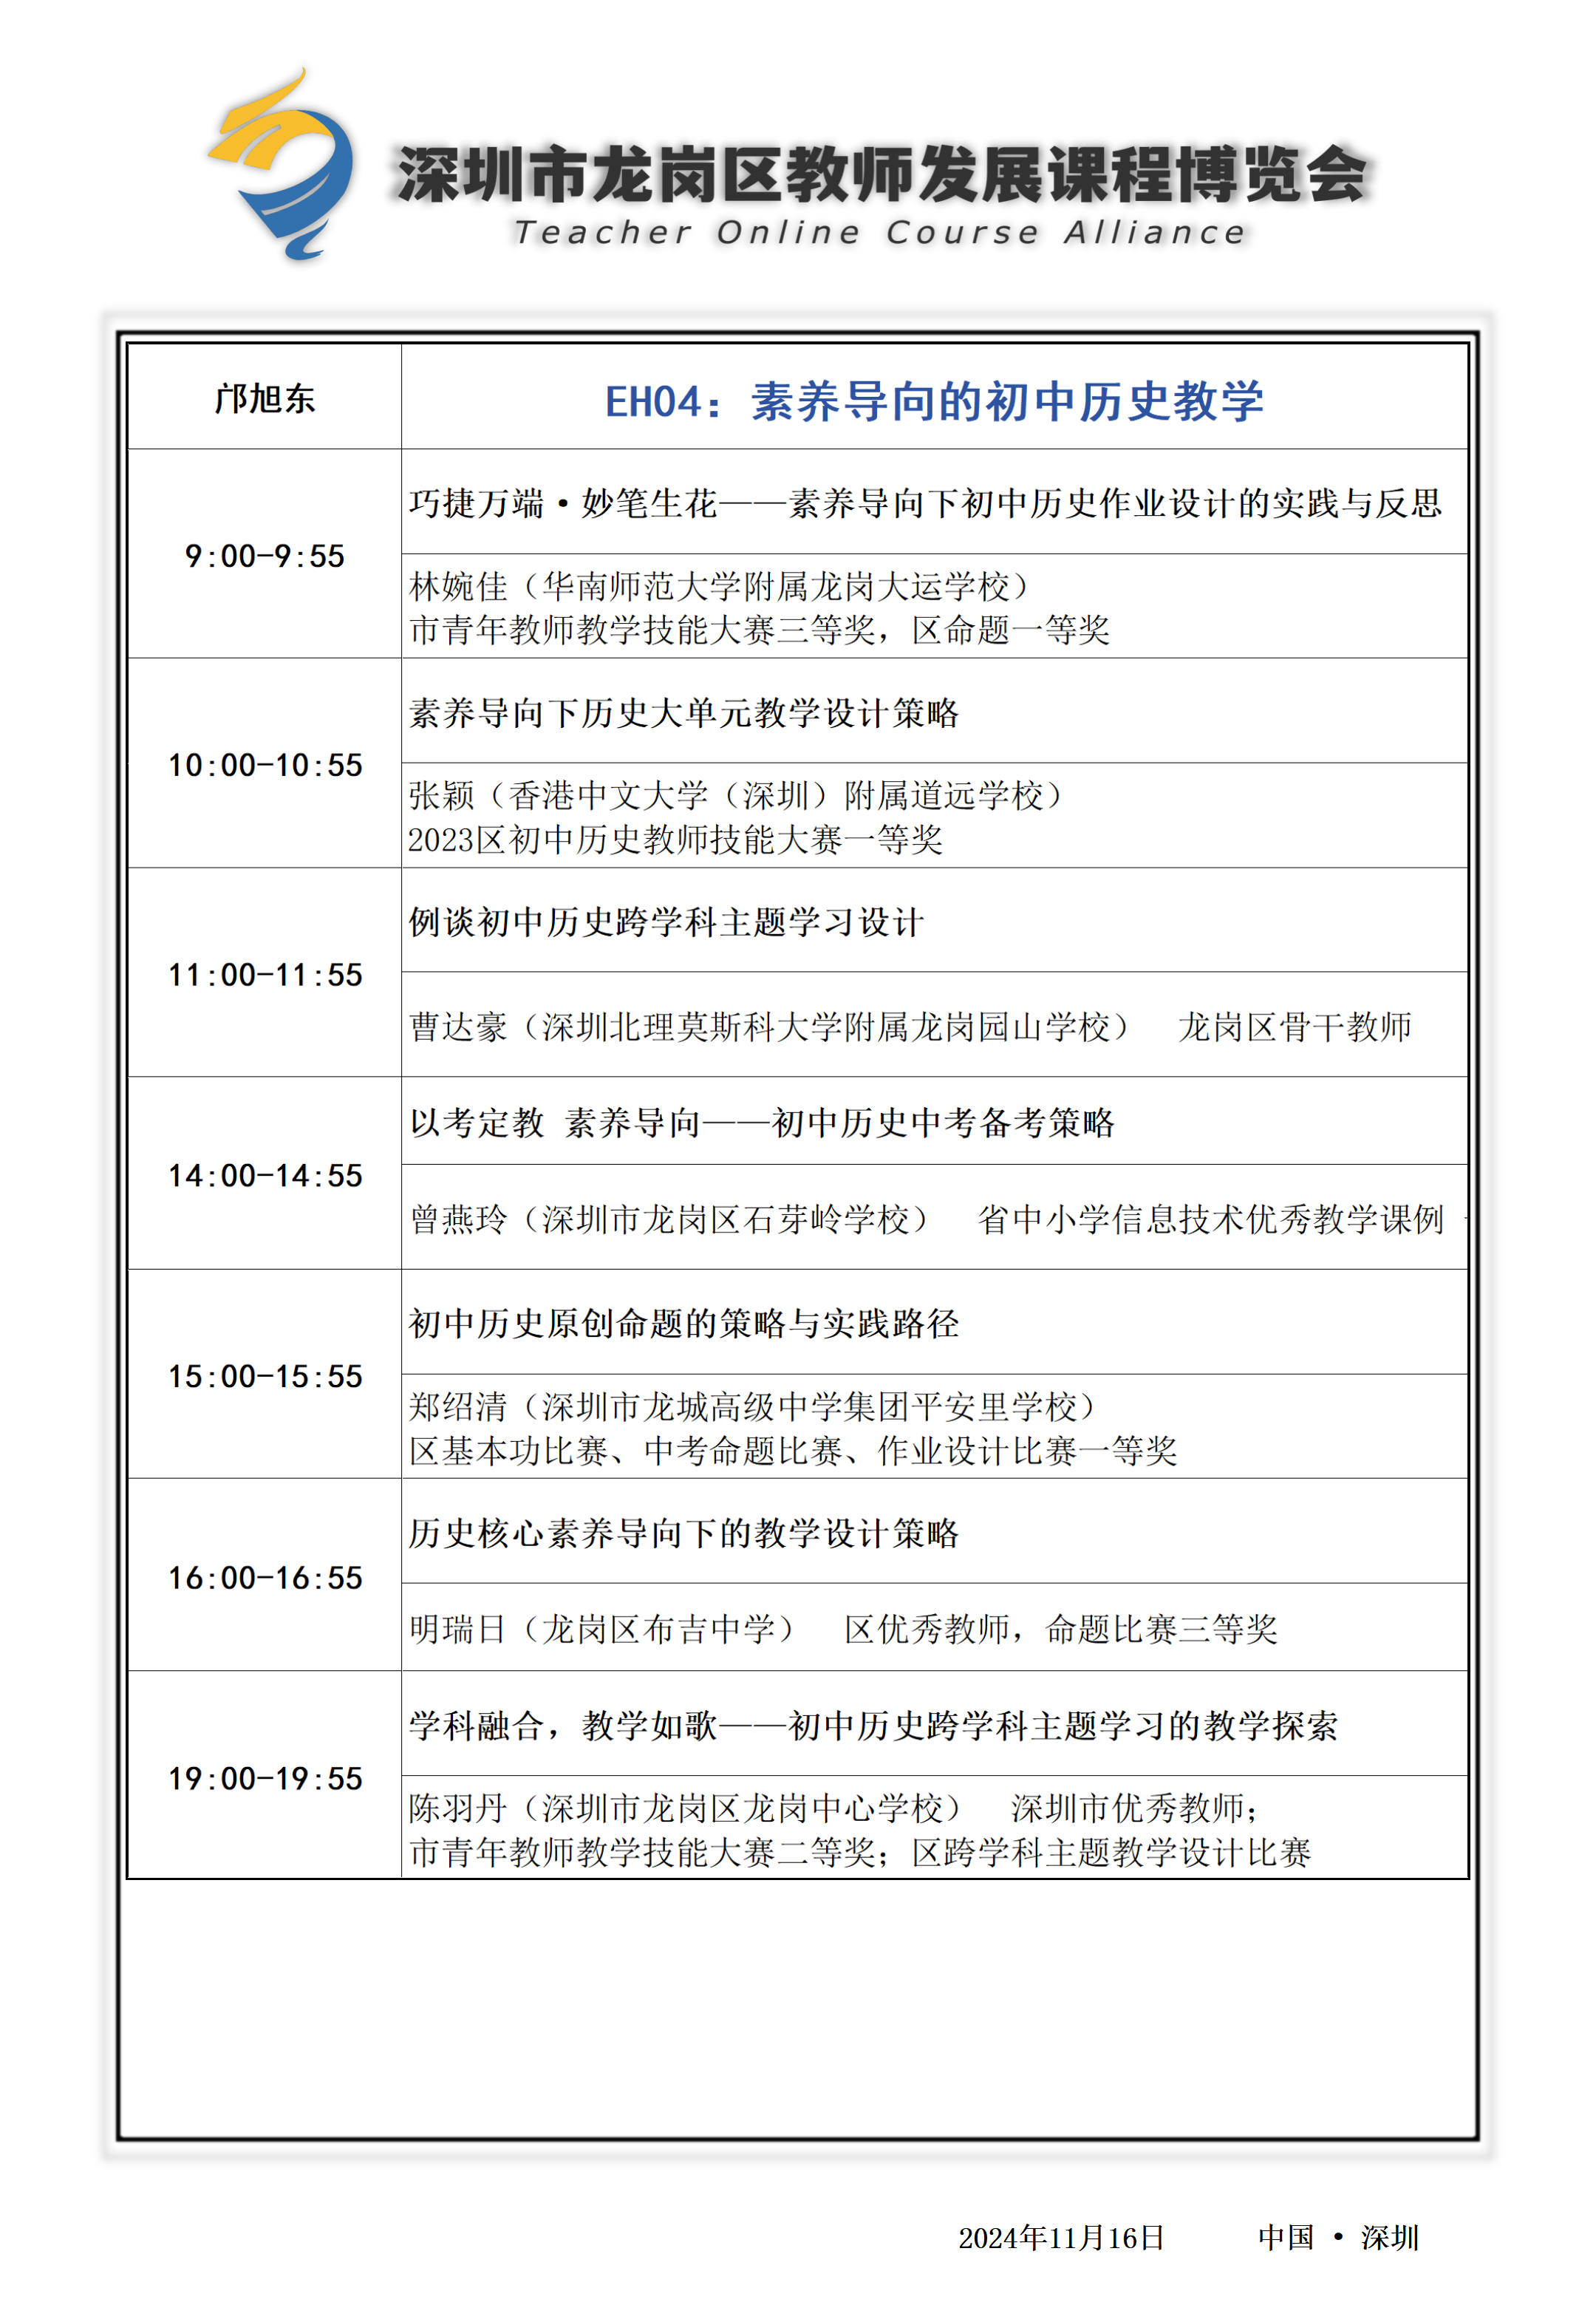 深圳市龙岗区教师发展课程博览会
Teacher Online Course Alliance
邝旭东
EH04：素养导向的初中历史教学
9:00-9:55
巧捷万端·妙笔生花——素养导向下初中历史作业设计的实践与反思
林婉佳（华南师范大学附属龙岗大运学校）
市青年教师教学技能大赛三等奖，区命题一等奖
10:00-10:55
素养导向下历史大单元教学设计策略
张颖（香港中文大学（深圳）附属道远学校）
2023区初中历史教师技能大赛一等奖
11:00-11:55
例谈初中历史跨学科主题学习设计
曹达豪（深圳北理莫斯科大学附属龙岗园山学校） 龙岗区骨干教师
14:00-14:55
以考定教 素养导向——初中历史中考备考策略
曾燕玲（深圳市龙岗区石芽岭学校） 省中小学信息技术优秀教学课例
15:00-15:55
初中历史原创命题的策略与实践路径
郑绍清（深圳市龙城高级中学集团平安里学校）
区基本功比赛、中考命题比赛、作业设计比赛一等奖
16:00-16:55
历史核心素养导向下的教学设计策略
明瑞日（龙岗区布吉中学） 区优秀教师，命题比赛三等奖
19:00-19:55
学科融合，教学如歌——初中历史跨学科主题学习的教学探索
陈羽丹（深圳市龙岗区龙岗中心学校） 深圳市优秀教师；
市青年教师教学技能大赛二等奖；区跨学科主题教学设计比赛
2024年11月16日 中国 · 深圳